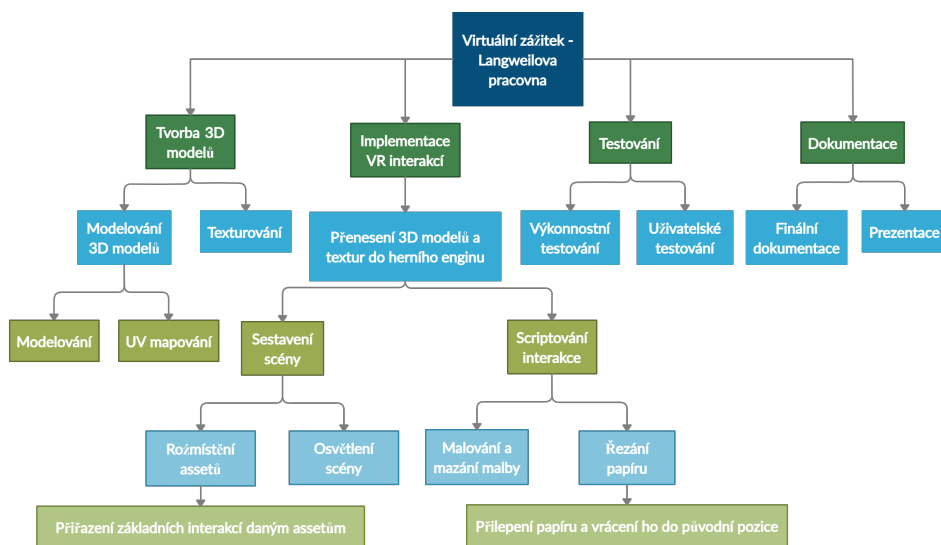 Virtuální zážitek -
Langweilova
pracovna
Tvorba 3D
modelů
Implementace
VR interakcí
Testování
Dokumentace
Modelování
3D modelů
Texturování
Přenesení 3D modelů a
textur do herního enginu
Výkonnostní
testování
Uživatelské
testování
Finální
dokumentace
Prezentace
Modelování
UV mapování
Sestavení
scény
Scriptování
interakce
Rožmístční
assetů
Osvětlení
scény
Malování a
mazání malby
Řezání
papíru
Přiřazení základních interakcí daným assetům
Přilepení papíru a vrácení ho do původní pozice